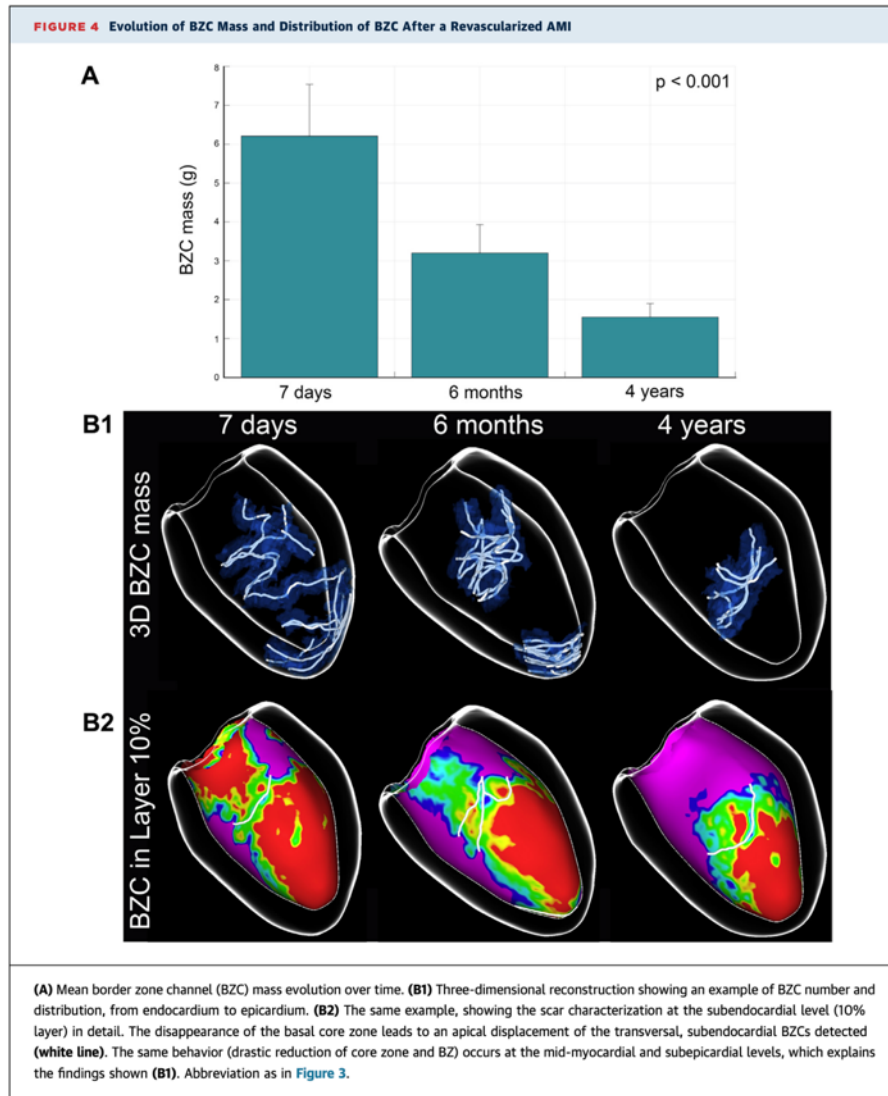 FIGURE 4 Evolution of BZC Mass and Distribution of BZC After a Revascularized AMI
A
p < 0.001
BZC mass (g)
8
7
6
5
4
3
2
1
0
7 days
6 months
4 years
B1
7 days
6 months
4 years
3D BZC mass
B2
BZC in Layer 10%
(A) Mean border zone channel (BZC) mass evolution over time. (B1) Three-dimensional reconstruction showing an example of BZC number and
distribution, from endocardium to epicardium. (B2) The same example, showing the scar characterization at the subendocardial level (10%
layer) in detail. The disappearance of the basal core zone leads to an apical displacement of the transversal, subendocardial BZCs detected
(white line). The same behavior (drastic reduction of core zone and BZ) occurs at the mid-myocardial and subepicardial levels, which explains
the findings shown (B1). Abbreviation as in Figure 3.